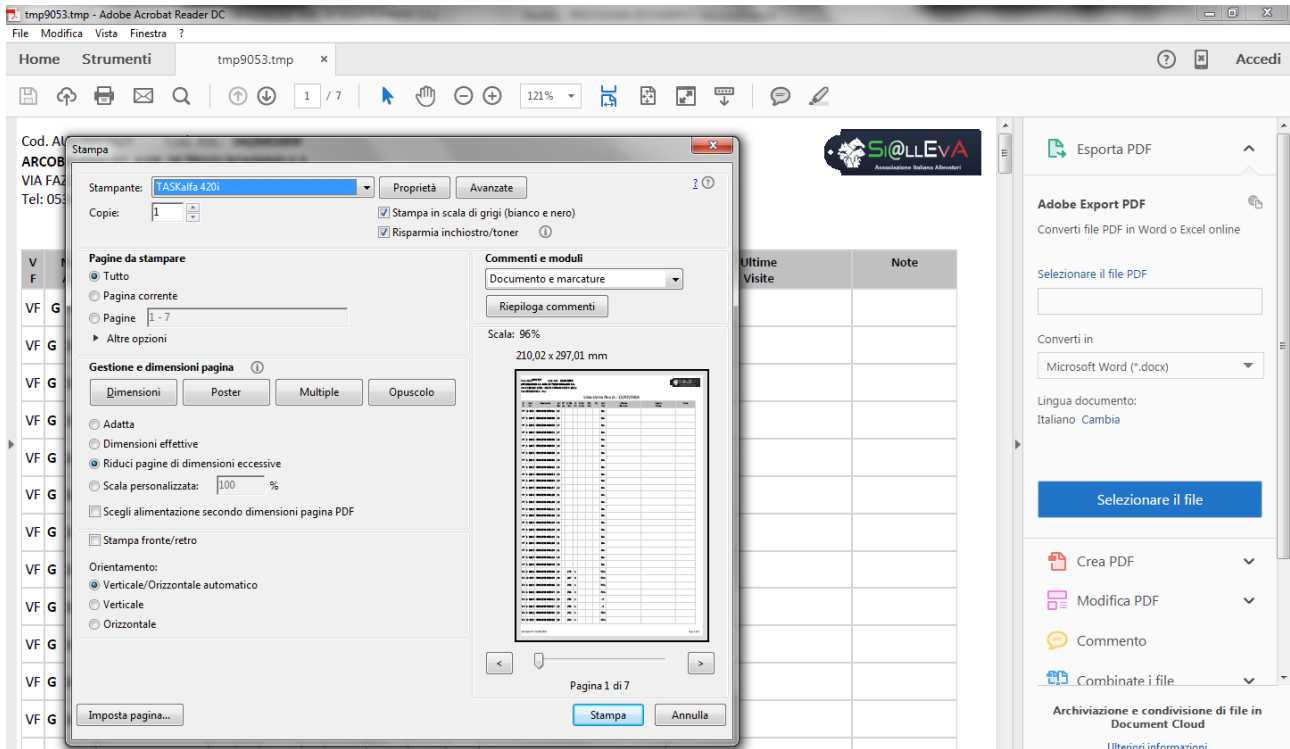 tmp9053.tmp - Adobe Acrobat Reader DC
File Modifica Vista Finestra ?
Home Strumenti tmp9053.tmp × Accedi
1 / 7 121%
Cod. AU
ARCOB
VIA FAZ
Tel: 053
Si@llEvA
Associazione Italiana Allevatori
V
F
Ultime
Visite
Note
VF G
VF G
VF G
VF G
VF G
VF G
VF G
VF G
VF G
VF G
VF G
VF G
Stampa
Stampante: TASKalfa 420i Proprietà Avanzate ?
Copie: 1
Stampa in scala di grigi (bianco e nero)
Risparmia inchiostro/toner
Pagine da stampare
Tutto
Pagina corrente
Pagine 1 - 7
Altre opzioni
Gestione e dimensioni pagina
Dimensioni Poster Multiple Opuscolo
Adatta
Dimensioni effettive
Riduci pagine di dimensioni eccessive
Scala personalizzata: 100 %
Scegli alimentazione secondo dimensioni pagina PDF
Stampa fronte/retro
Orientamento:
Verticale/Orizzontale automatico
Verticale
Orizzontale
Commenti e moduli
Documento e marcature
Riepiloga commenti
Scala: 96%
210,02 x 297,01 mm
< >
Pagina 1 di 7
Imposta pagina... Stampa Annulla
Esporta PDF
Adobe Export PDF
Converti file PDF in Word o Excel online
Selezionare il file PDF
Converti in
Microsoft Word (*.docx)
Lingua documento:
Italiano Cambia
Selezionare il file
Crea PDF
Modifica PDF
Commento
Combinate i file
Archiviazione e condivisione di file in
Document Cloud
Ulteriori informazioni